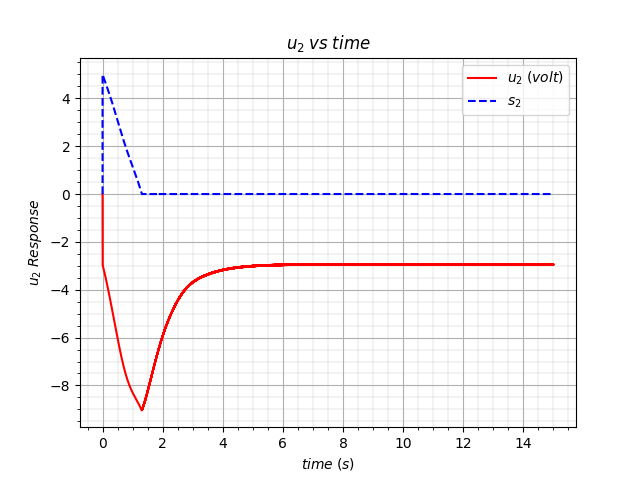 u₂ vs time
u₂ (volt)
s₂
4
2
0
−2
−4
−6
−8
u₂ Response
0 2 4 6 8 10 12 14
time (s)